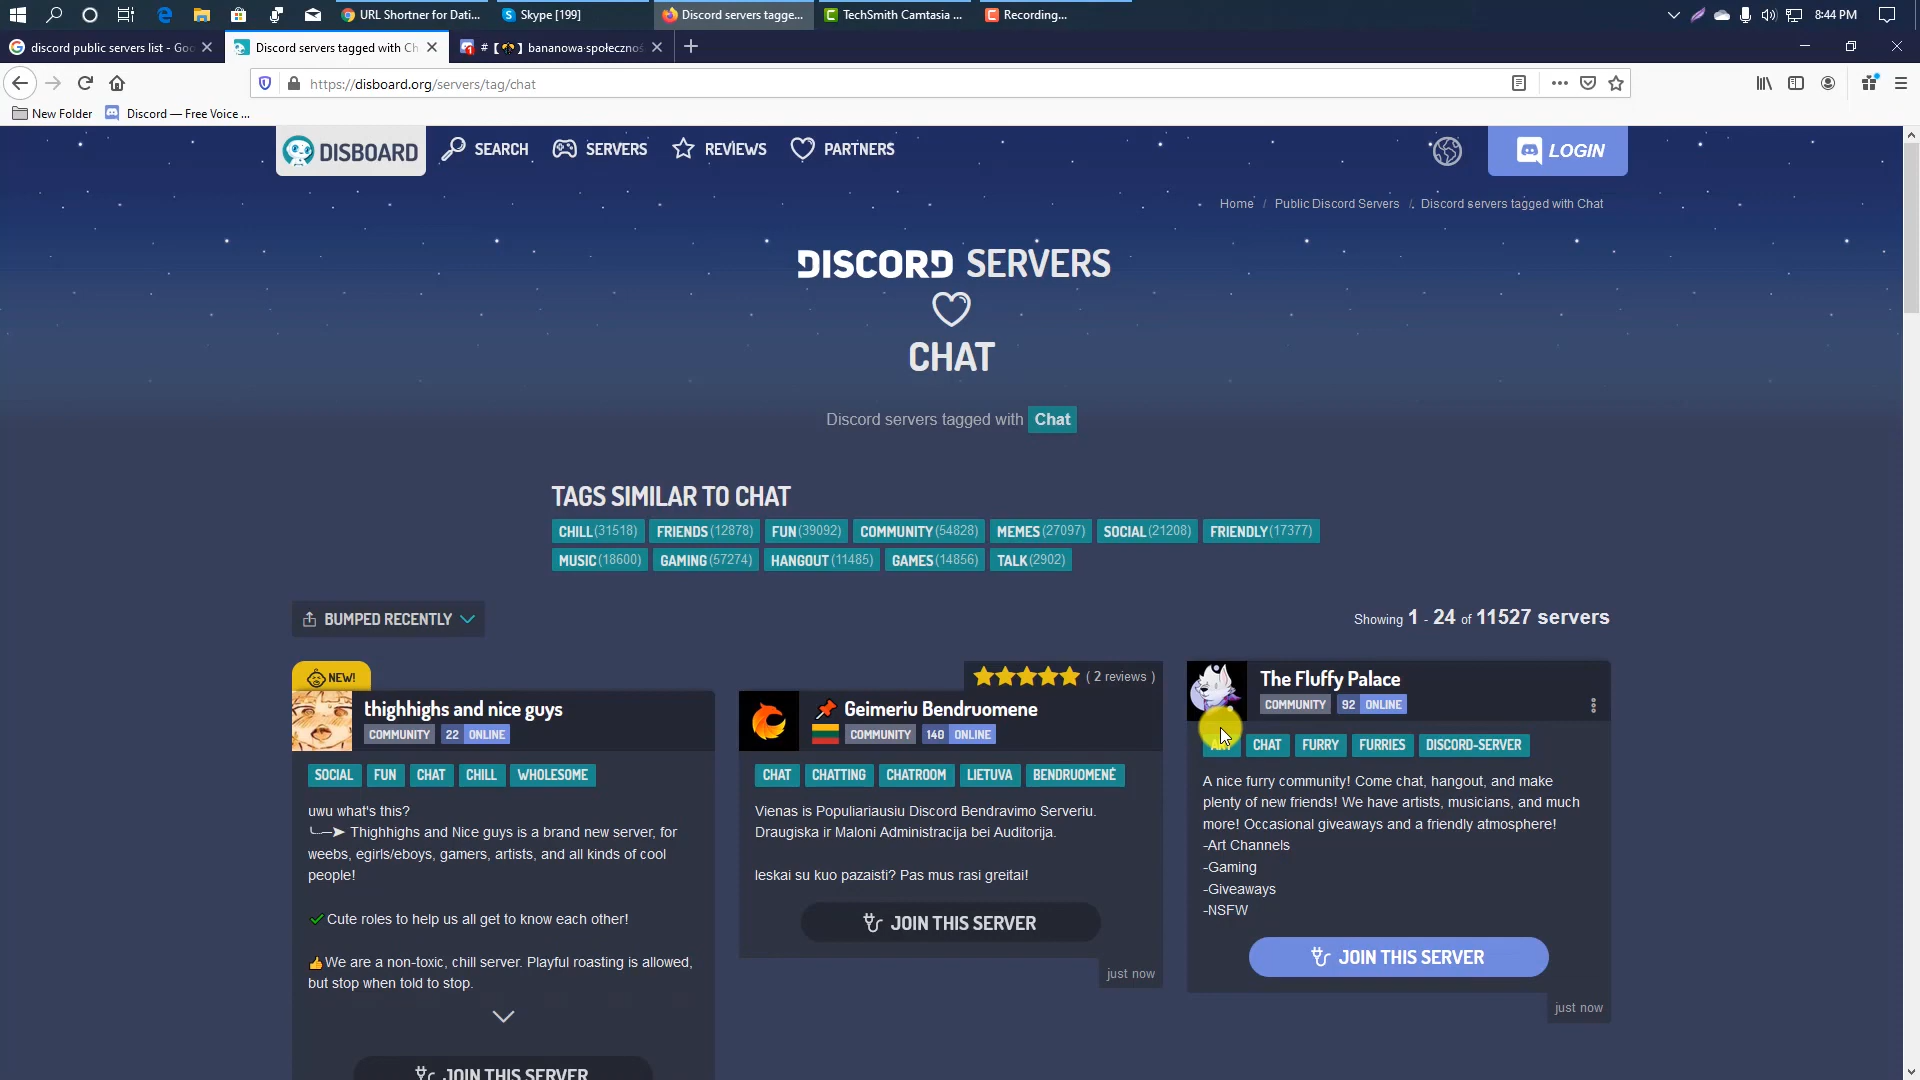 URL Shortner for Dati...
Skype [199]
Discord servers tagge...
TechSmith Camtasia ...
Recording...
8:44 PM
discord public servers list - Goo
Discord servers tagged with Ch
# [ ] bananowa-społecznoś
https://disboard.org/servers/tag/chat
New Folder
Discord — Free Voice ...
DISBOARD
SEARCH
SERVERS
REVIEWS
PARTNERS
LOGIN
Home / Public Discord Servers / Discord servers tagged with Chat
DISCORD SERVERS
CHAT
Discord servers tagged with Chat
TAGS SIMILAR TO CHAT
CHILL(31518) FRIENDS(12878) FUN(39092) COMMUNITY(54828) MEMES(27097) SOCIAL(21208) FRIENDLY(17377)
MUSIC(18600) GAMING(57274) HANGOUT(11485) GAMES(14856) TALK(2902)
BUMPED RECENTLY
Showing 1 - 24 of 11527 servers
NEW!
thighhighs and nice guys
COMMUNITY 22 ONLINE
SOCIAL FUN CHAT CHILL WHOLESOME
uwu what's this?
╰─➤ Thighhighs and Nice guys is a brand new server, for
weebs, egirls/eboys, gamers, artists, and all kinds of cool
people!
✔Cute roles to help us all get to know each other!
👍We are a non-toxic, chill server. Playful roasting is allowed,
but stop when told to stop.
JOIN THIS SERVER
( 2 reviews )
Geimeriu Bendruomene
COMMUNITY 140 ONLINE
CHAT CHATTING CHATROOM LIETUVA BENDRUOMENĖ
Vienas is Populiariausiu Discord Bendravimo Serveriu.
Draugiska ir Maloni Administracija bei Auditorija.
Ieskai su kuo pazaisti? Pas mus rasi greitai!
JOIN THIS SERVER
just now
The Fluffy Palace
COMMUNITY 92 ONLINE
ART CHAT FURRY FURRIES DISCORD-SERVER
A nice furry community! Come chat, hangout, and make
plenty of new friends! We have artists, musicians, and much
more! Occasional giveaways and a friendly atmosphere!
-Art Channels
-Gaming
-Giveaways
-NSFW
JOIN THIS SERVER
just now